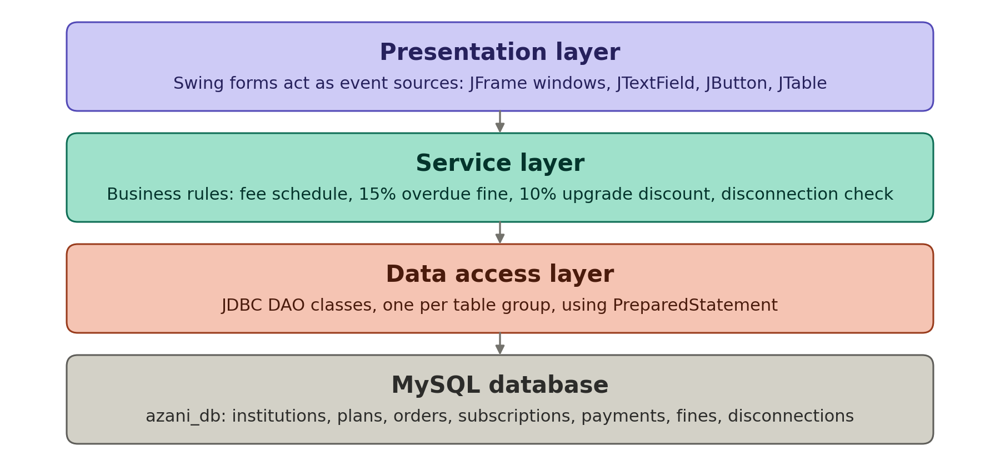 Presentation layer
Swing forms act as event sources: JFrame windows, JTextField, JButton, JTable
Service layer
Business rules: fee schedule, 15% overdue fine, 10% upgrade discount, disconnection check
Data access layer
JDBC DAO classes, one per table group, using PreparedStatement
MySQL database
azani_db: institutions, plans, orders, subscriptions, payments, fines, disconnections